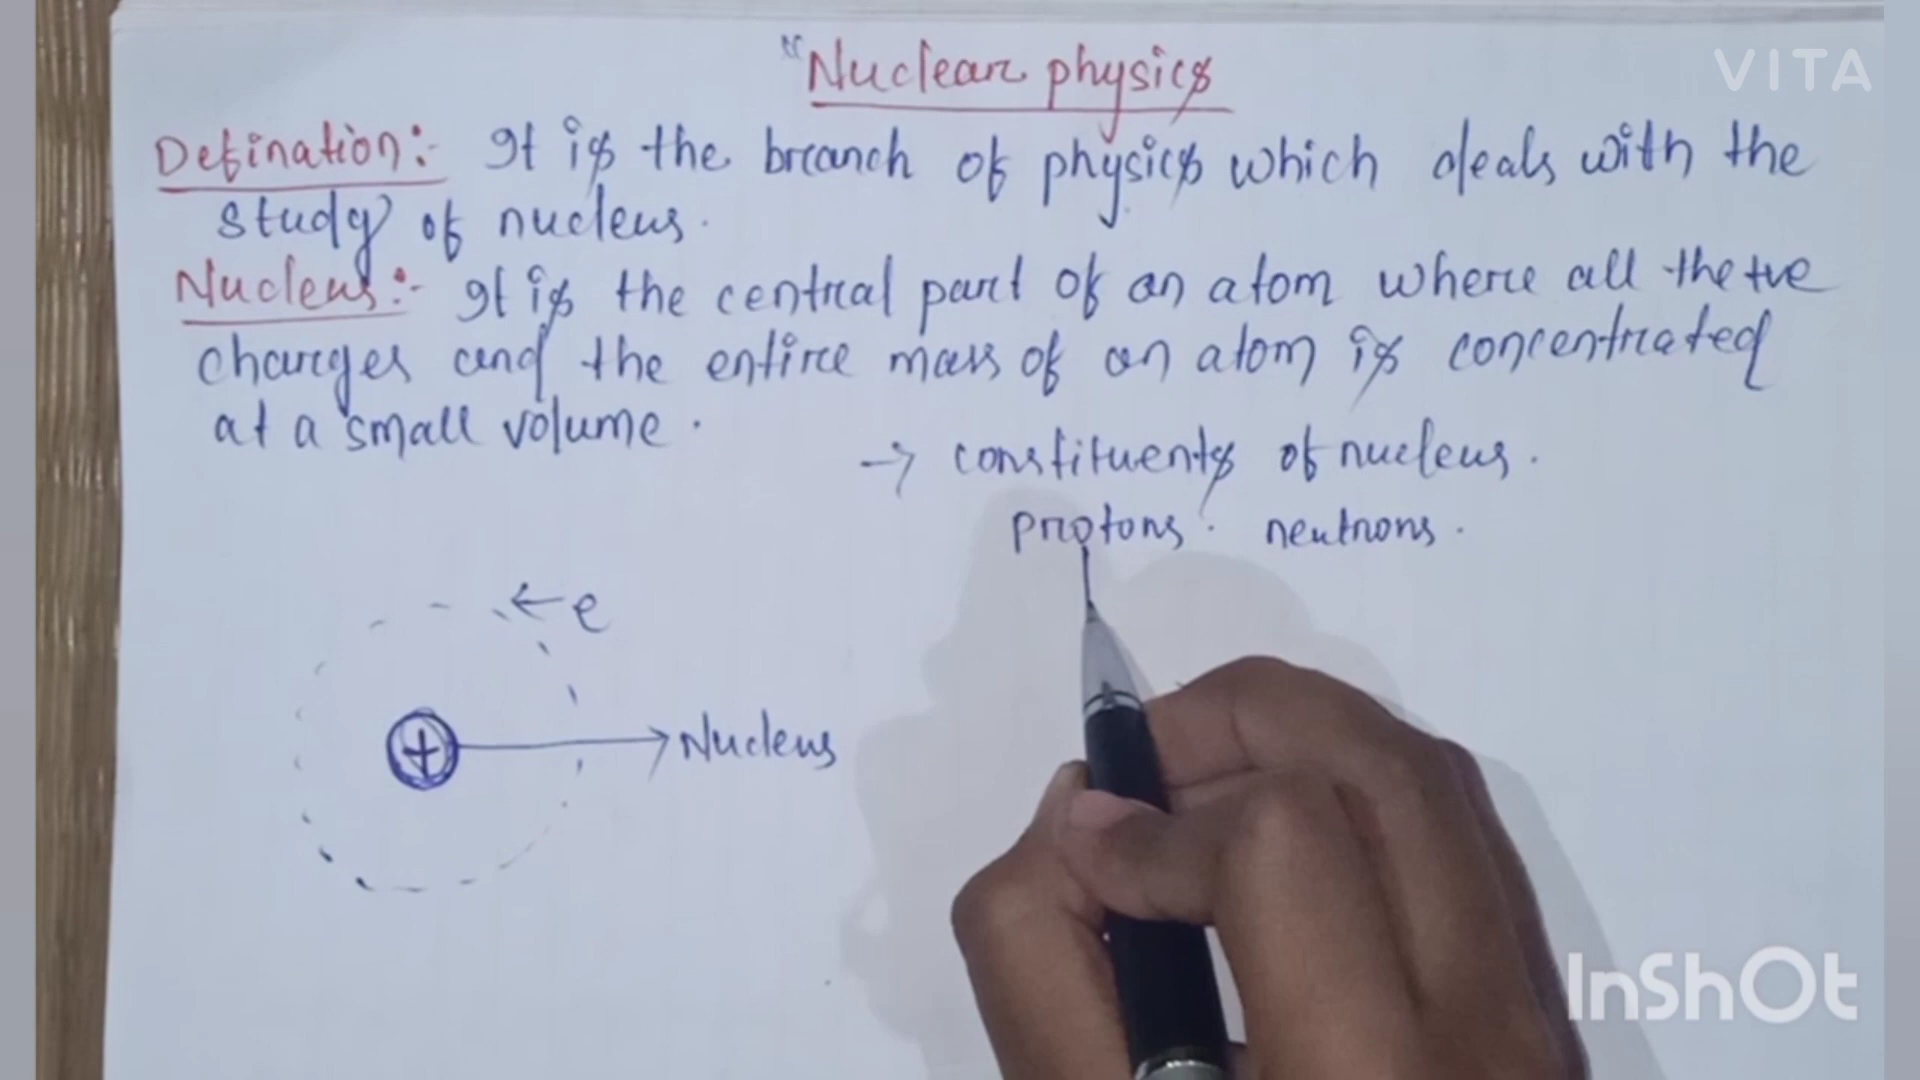 "Nuclear physics
VITA
Defination:- It is the branch of physics which deals with the
study of nucleus.
Nucleus:- It is the central part of an atom where all the +ve
charges and the entire mass of an atom is concentrated
at a small volume.
→ constituents of nucleus.
protons. neutrons.
← e
+
→ Nucleus
InShOt